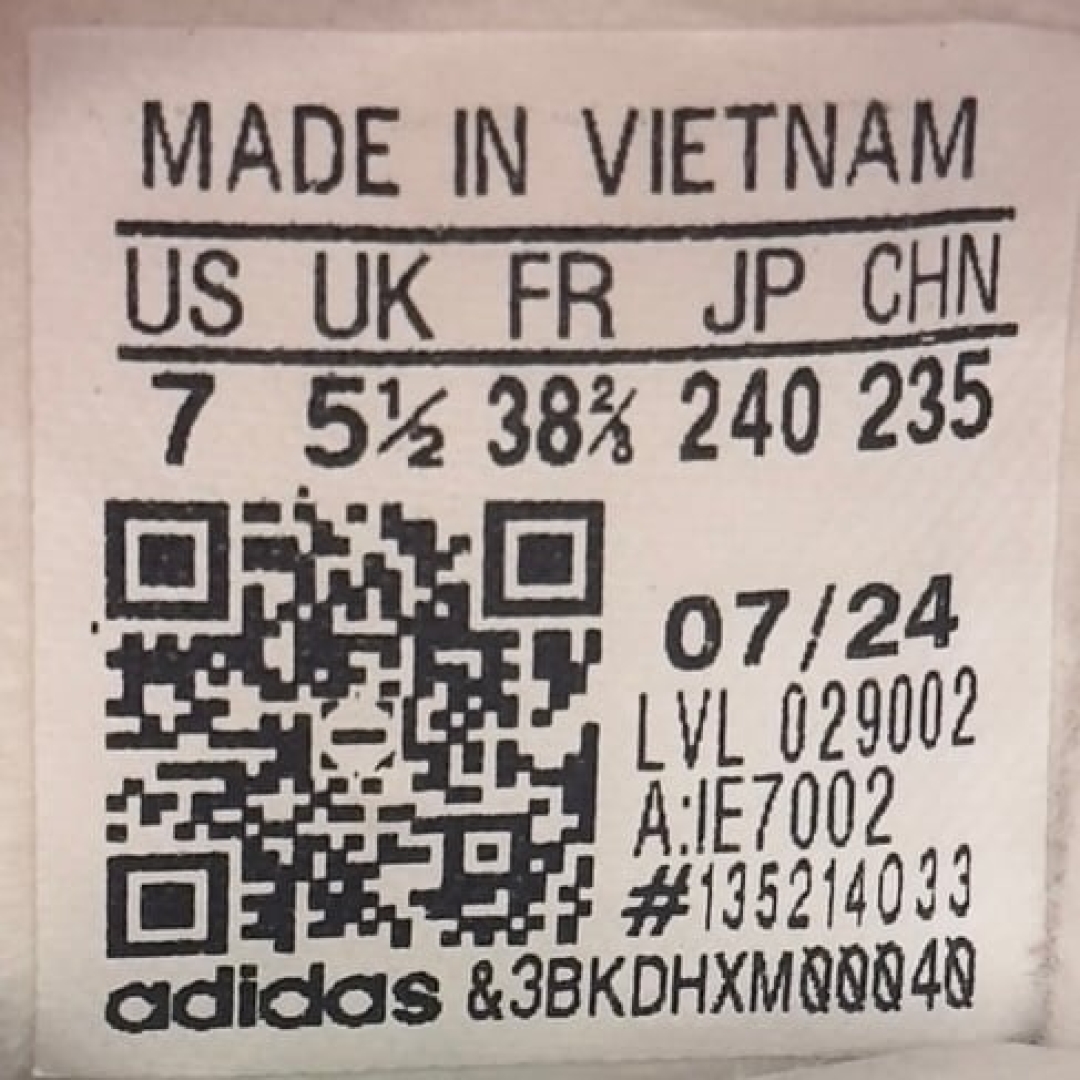 MADE IN VIETNAM
US UK FR JP CHN
7 5½ 38⅔ 240 235
07/24
LVL 029002
A:IE7002
#135214033
adidas &3BKDHXM00040